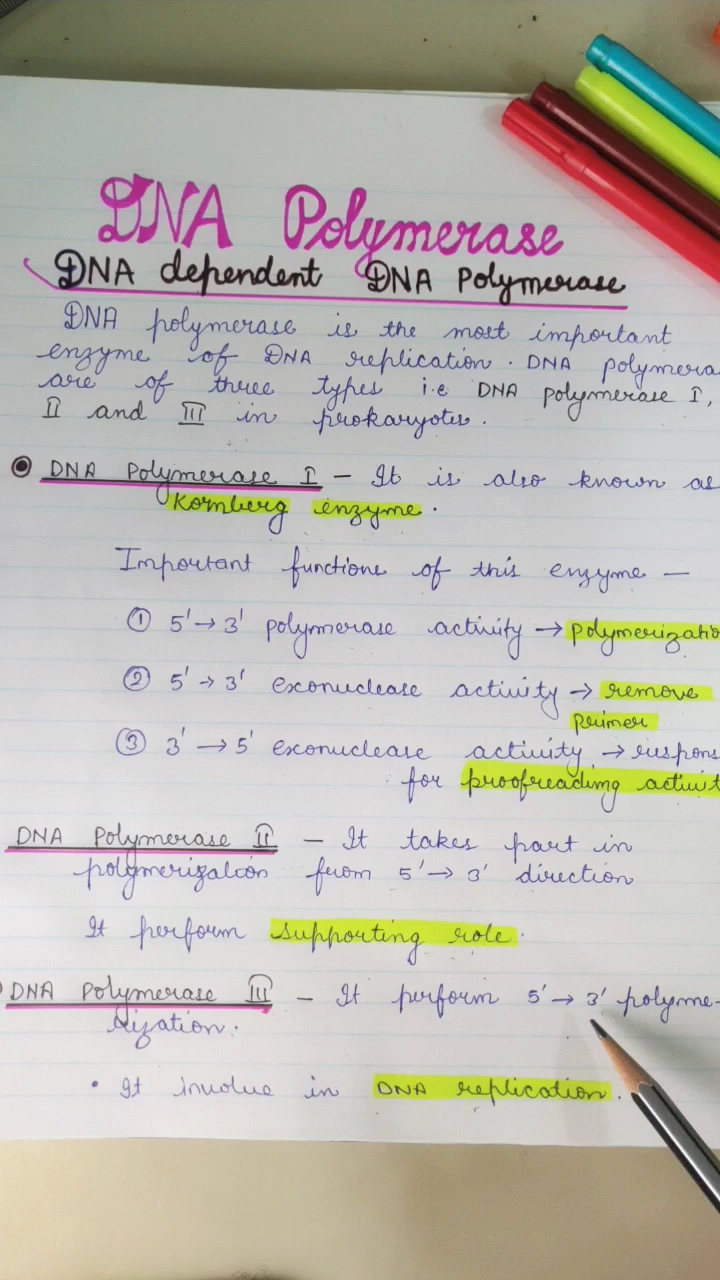 DNA Polymerase
DNA dependent DNA Polymerase
DNA polymerase is the most important
enzyme of DNA replication. DNA polymera
are of three types i.e DNA polymerase I,
II and III in prokaryotes.
DNA Polymerase I – It is also known as
Kornberg enzyme.
Important functions of this enzyme –
① 5'→3' polymerase activity → polymerizatio
② 5'→3' exonuclease activity → remove
primer
③ 3'→5' exonuclease activity → respons
for proofreading activit
DNA Polymerase II – It takes part in
polymerization from 5'→3' direction
It perform supporting role.
DNA Polymerase III – It perform 5'→3' polyme-
rization.
• It involve in DNA replication.